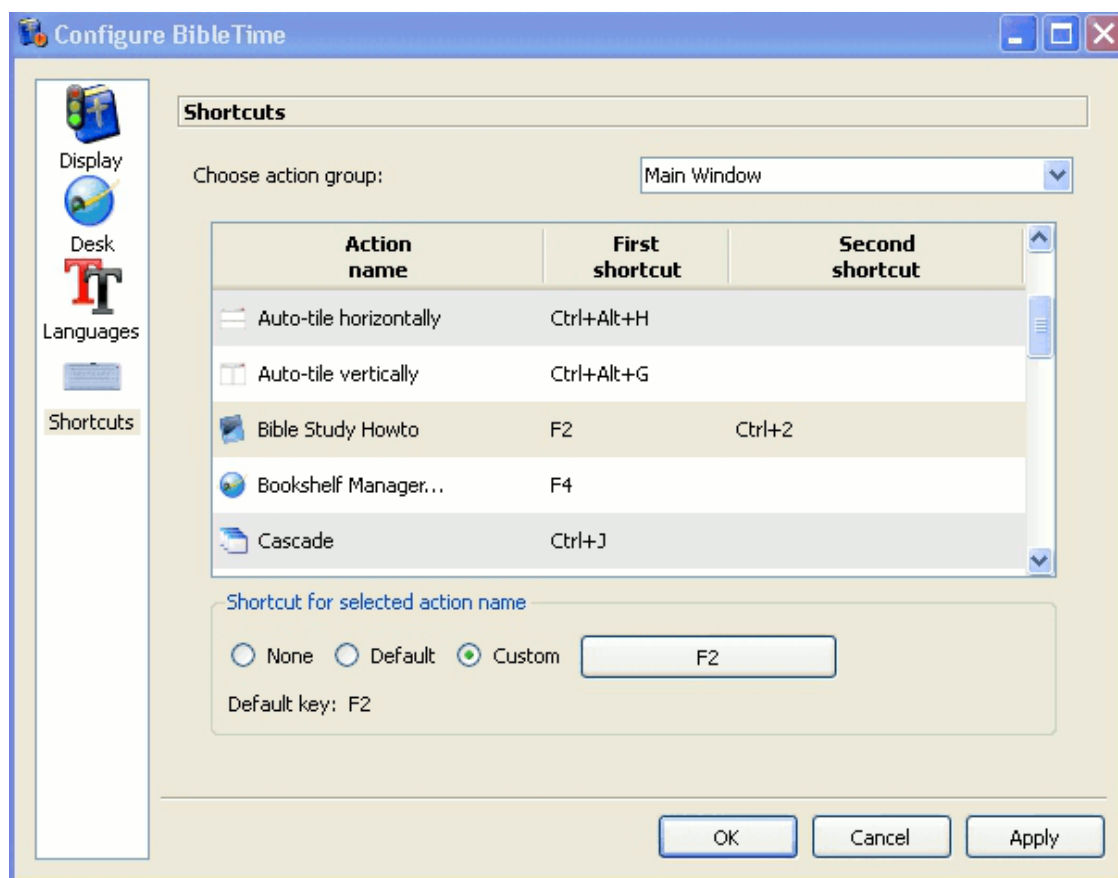 Configure BibleTime
Display
Desk
Languages
Shortcuts
Shortcuts
Choose action group: Main Window
Action name First shortcut Second shortcut
Auto-tile horizontally Ctrl+Alt+H
Auto-tile vertically Ctrl+Alt+G
Bible Study Howto F2 Ctrl+2
Bookshelf Manager... F4
Cascade Ctrl+J
Shortcut for selected action name
None Default Custom F2
Default key: F2
OK Cancel Apply